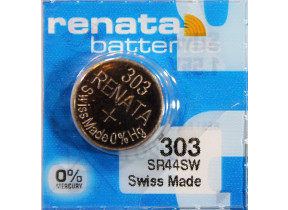 renata
batteries
303
RENATA
+
Swiss Made 0% Hg
303
SR44SW
Swiss Made
0%
MERCURY